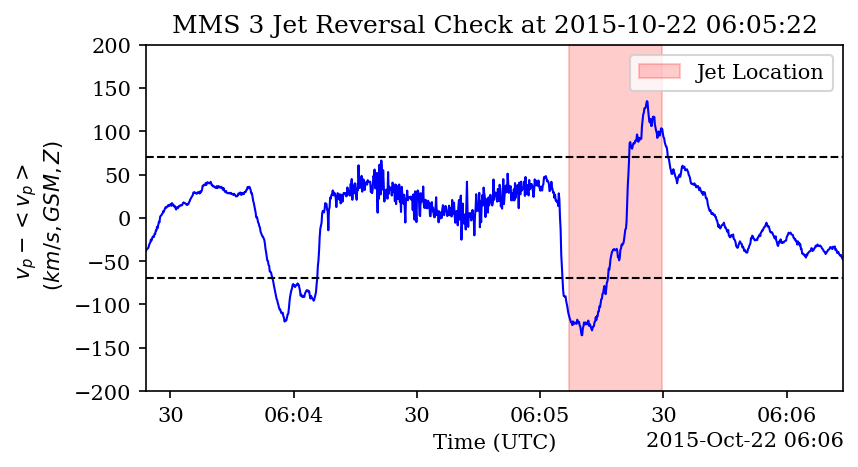 MMS 3 Jet Reversal Check at 2015-10-22 06:05:22
Jet Location
200
150
100
50
0
−50
−100
−150
−200
v_p − < v_p >
(km/s, GSM, Z)
30
06:04
30
06:05
30
06:06
Time (UTC)
2015-Oct-22 06:06